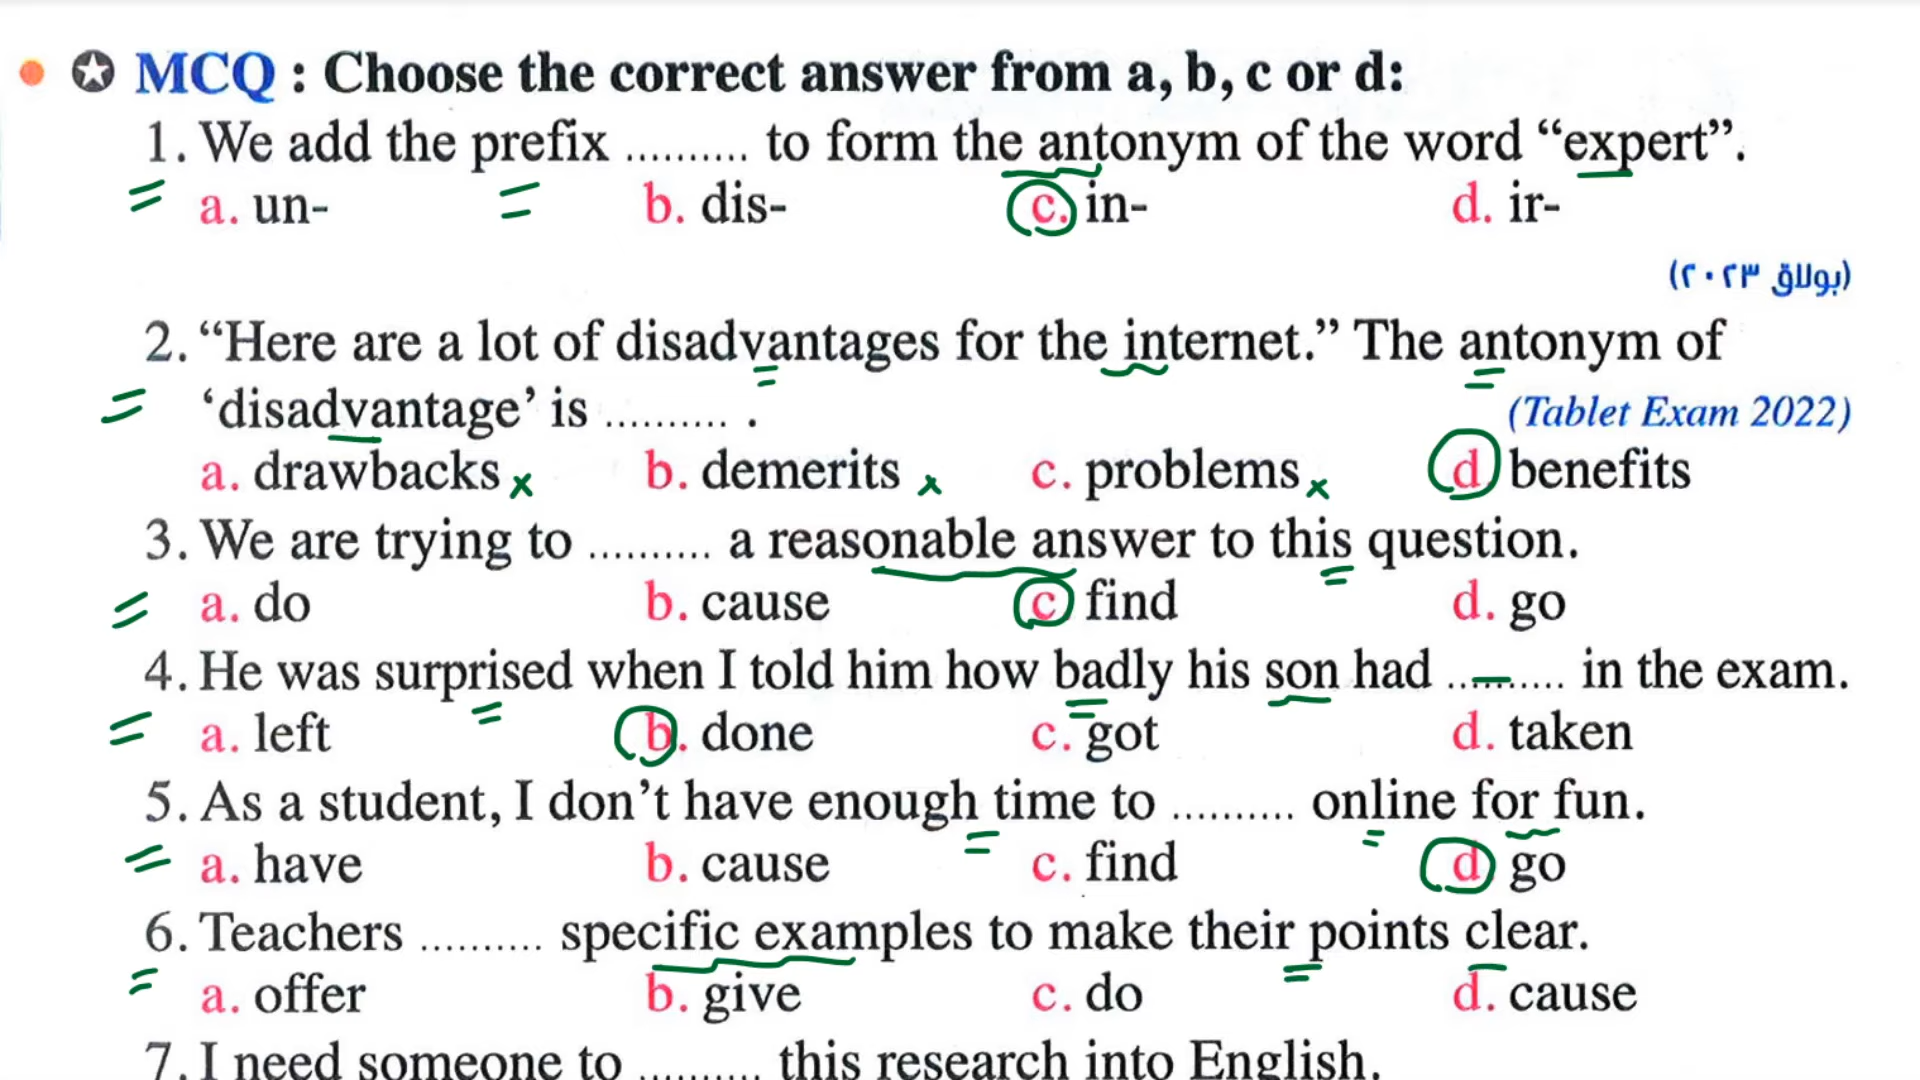 MCQ : Choose the correct answer from a, b, c or d:
1. We add the prefix .......... to form the antonym of the word “expert”.
a. un- b. dis- c. in- d. ir-
(بولاق ٢٠٢٣)
2. “Here are a lot of disadvantages for the internet.” The antonym of
‘disadvantage’ is .......... .
(Tablet Exam 2022)
a. drawbacks b. demerits c. problems d. benefits
3. We are trying to .......... a reasonable answer to this question.
a. do b. cause c. find d. go
4. He was surprised when I told him how badly his son had .......... in the exam.
a. left b. done c. got d. taken
5. As a student, I don’t have enough time to .......... online for fun.
a. have b. cause c. find d. go
6. Teachers .......... specific examples to make their points clear.
a. offer b. give c. do d. cause
7. I need someone to .......... this research into English.